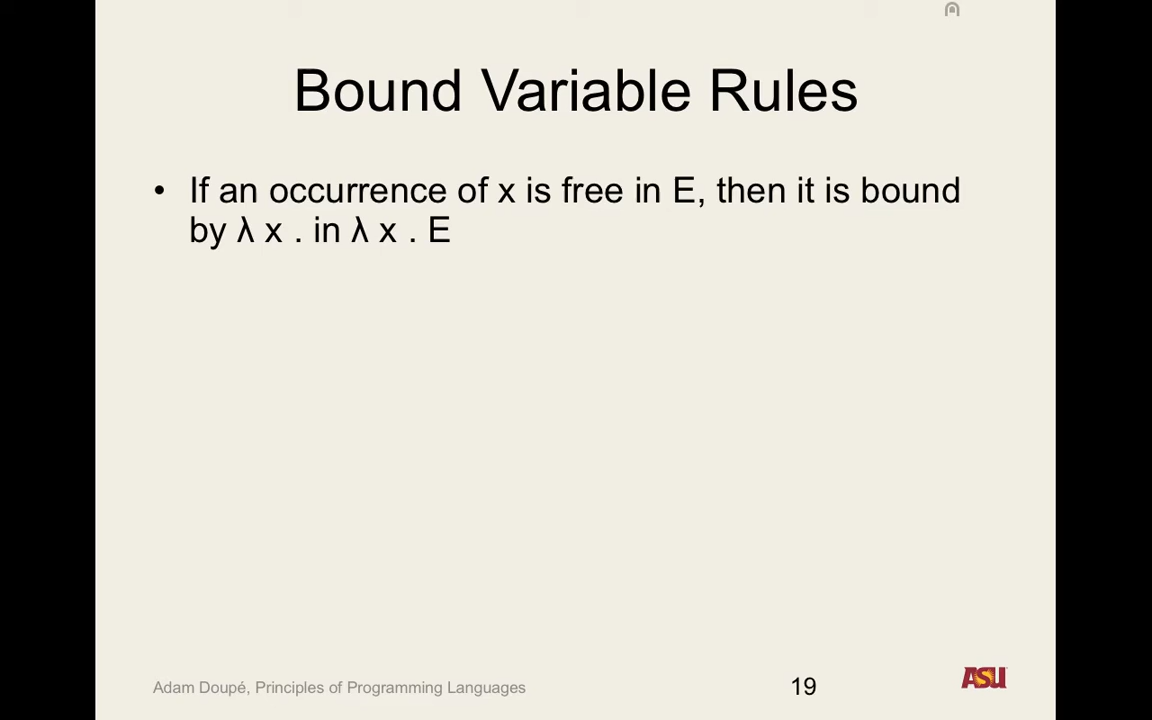 Bound Variable Rules
• If an occurrence of x is free in E, then it is bound
by λ x . in λ x . E
Adam Doupé, Principles of Programming Languages
19
ASU